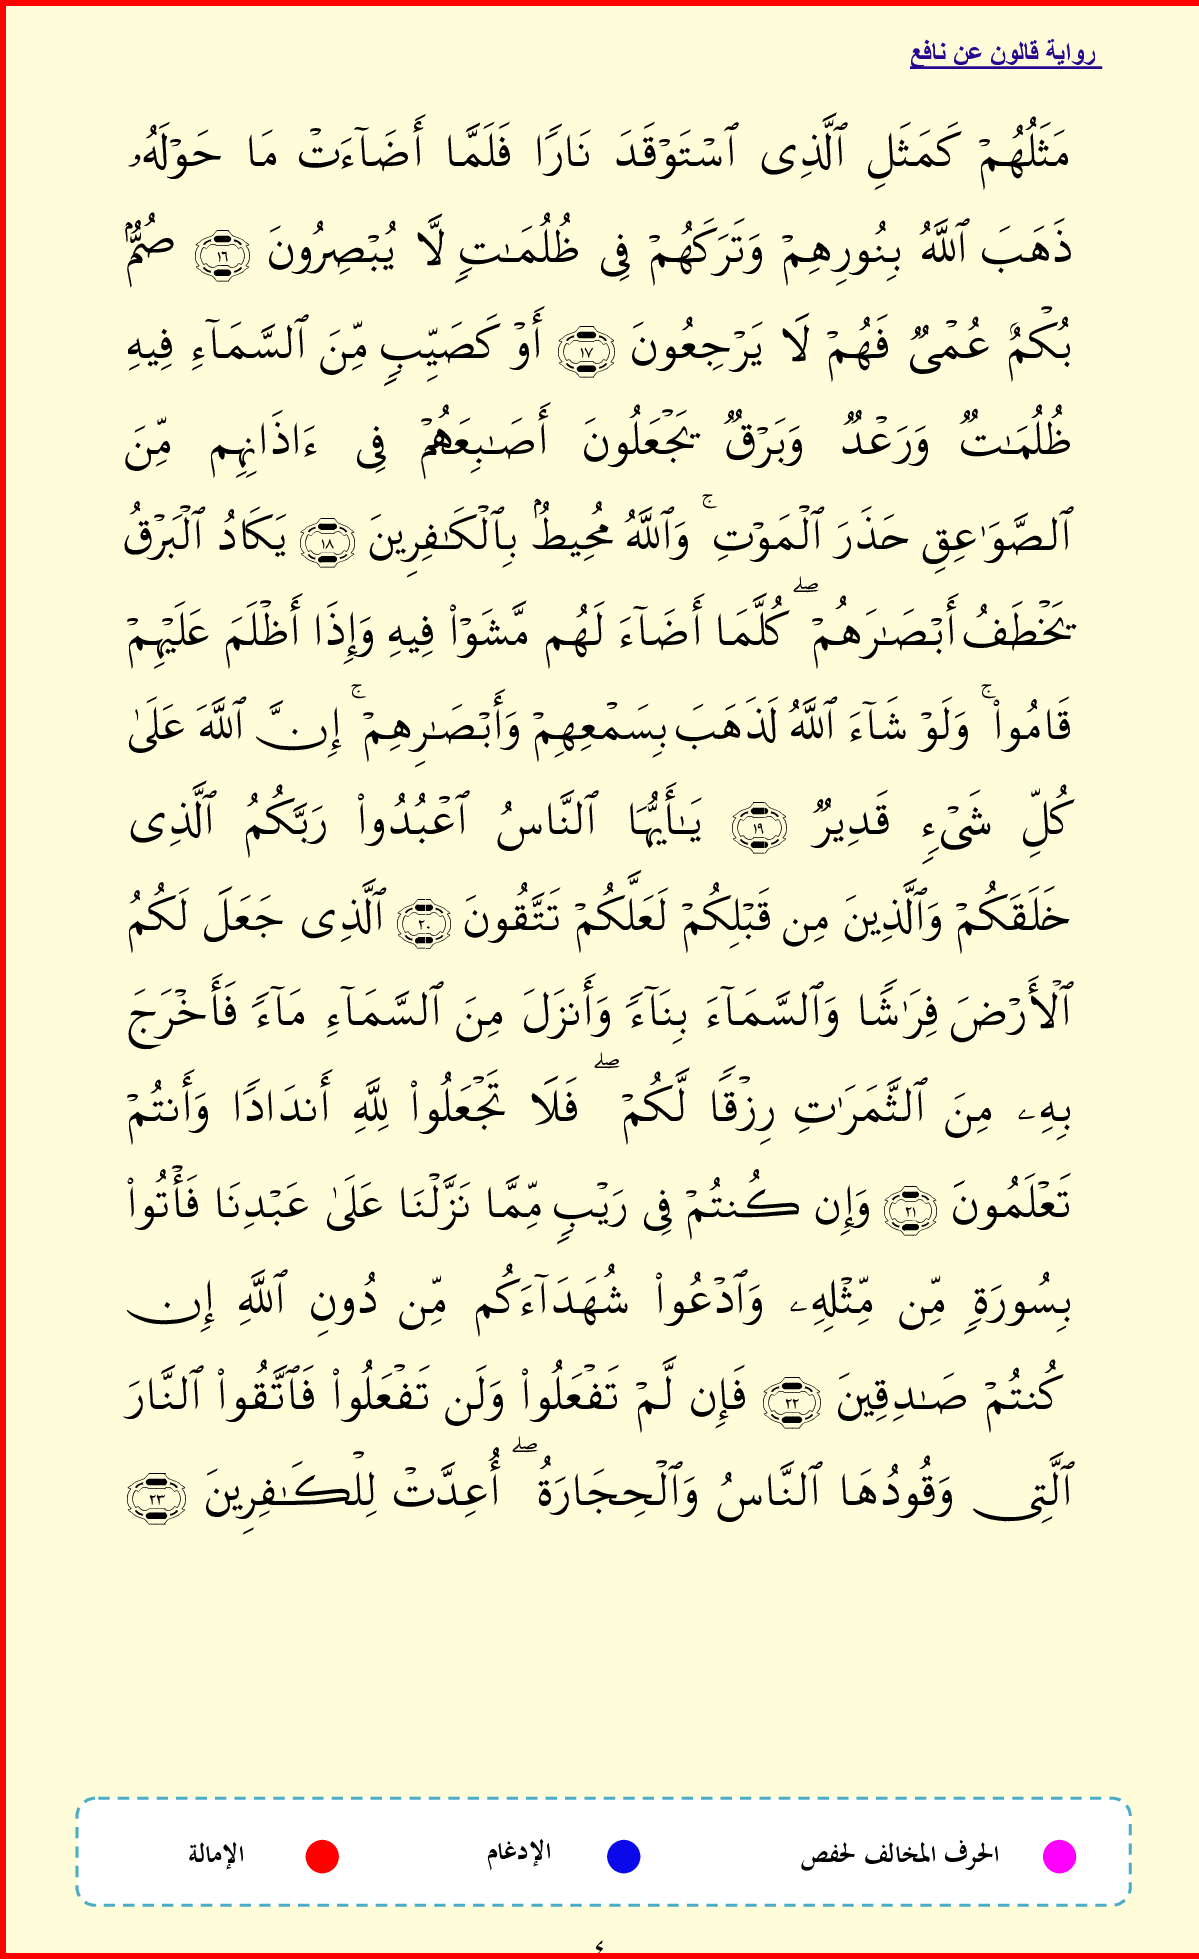 رواية قالون عن نافع
مَثَلُهُمۡ كَمَثَلِ ٱلَّذِي ٱسۡتَوۡقَدَ نَارٗا فَلَمَّآ أَضَآءَتۡ مَا حَوۡلَهُۥ
ذَهَبَ ٱللَّهُ بِنُورِهِمۡ وَتَرَكَهُمۡ فِي ظُلُمَٰتٖ لَّا يُبۡصِرُونَ ١٦ صُمُّۢ
بُكۡمٌ عُمۡيٞ فَهُمۡ لَا يَرۡجِعُونَ ١٧ أَوۡ كَصَيِّبٖ مِّنَ ٱلسَّمَآءِ فِيهِ
ظُلُمَٰتٞ وَرَعۡدٞ وَبَرۡقٞ يَجۡعَلُونَ أَصَٰبِعَهُمۡ فِي ءَاذَانِهِم مِّنَ
ٱلصَّوَٰعِقِ حَذَرَ ٱلۡمَوۡتِۚ وَٱللَّهُ مُحِيطُۢ بِٱلۡكَٰفِرِينَ ١٨ يَكَادُ ٱلۡبَرۡقُ
يَخۡطَفُ أَبۡصَٰرَهُمۡۖ كُلَّمَا أَضَآءَ لَهُم مَّشَوۡاْ فِيهِ وَإِذَا أَظۡلَمَ عَلَيۡهِمۡ
قَامُواْۚ وَلَوۡ شَآءَ ٱللَّهُ لَذَهَبَ بِسَمۡعِهِمۡ وَأَبۡصَٰرِهِمۡۚ إِنَّ ٱللَّهَ عَلَىٰ
كُلِّ شَيۡءٖ قَدِيرٞ ١٩ يَٰأَيُّهَا ٱلنَّاسُ ٱعۡبُدُواْ رَبَّكُمُ ٱلَّذِي
خَلَقَكُمۡ وَٱلَّذِينَ مِن قَبۡلِكُمۡ لَعَلَّكُمۡ تَتَّقُونَ ٢٠ ٱلَّذِي جَعَلَ لَكُمُ
ٱلۡأَرۡضَ فِرَٰشٗا وَٱلسَّمَآءَ بِنَآءٗ وَأَنزَلَ مِنَ ٱلسَّمَآءِ مَآءٗ فَأَخۡرَجَ
بِهِۦ مِنَ ٱلثَّمَرَٰتِ رِزۡقٗا لَّكُمۡۖ فَلَا تَجۡعَلُواْ لِلَّهِ أَندَادٗا وَأَنتُمۡ
تَعۡلَمُونَ ٢١ وَإِن كُنتُمۡ فِي رَيۡبٖ مِّمَّا نَزَّلۡنَا عَلَىٰ عَبۡدِنَا فَأۡتُواْ
بِسُورَةٖ مِّن مِّثۡلِهِۦ وَٱدۡعُواْ شُهَدَآءَكُم مِّن دُونِ ٱللَّهِ إِن
كُنتُمۡ صَٰدِقِينَ ٢٢ فَإِن لَّمۡ تَفۡعَلُواْ وَلَن تَفۡعَلُواْ فَٱتَّقُواْ ٱلنَّارَ
ٱلَّتِي وَقُودُهَا ٱلنَّاسُ وَٱلۡحِجَارَةُۖ أُعِدَّتۡ لِلۡكَٰفِرِينَ ٢٣
الحرف المخالف لحفص الإدغام الإمالة
٤